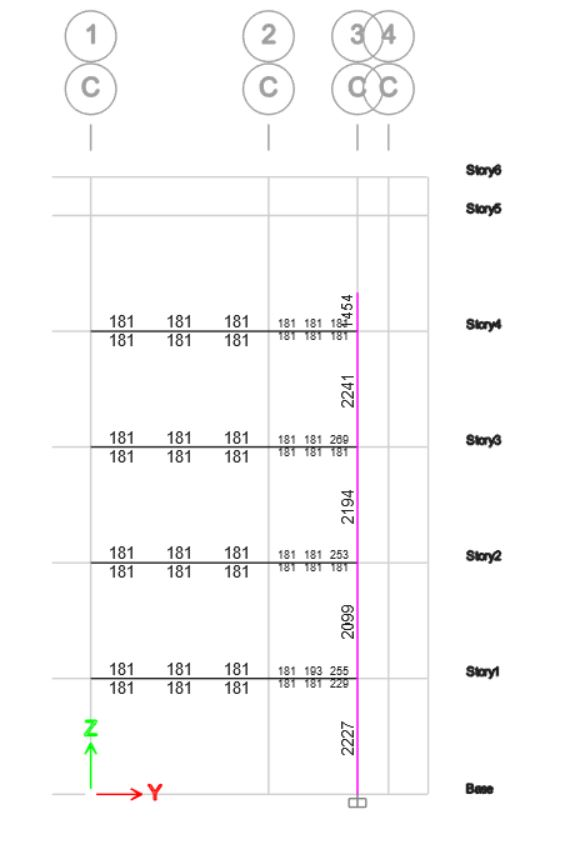 1 2 3 4
C C C C
Story6
Story5
1454
181 181 181 181 181 181 Story4
181 181 181 181 181 181
2241
181 181 181 181 181 269 Story3
181 181 181 181 181 181
2194
181 181 181 181 181 253 Story2
181 181 181 181 181 181
2099
181 181 181 181 193 255 Story1
181 181 181 181 181 229
2227
Z
Y
Base